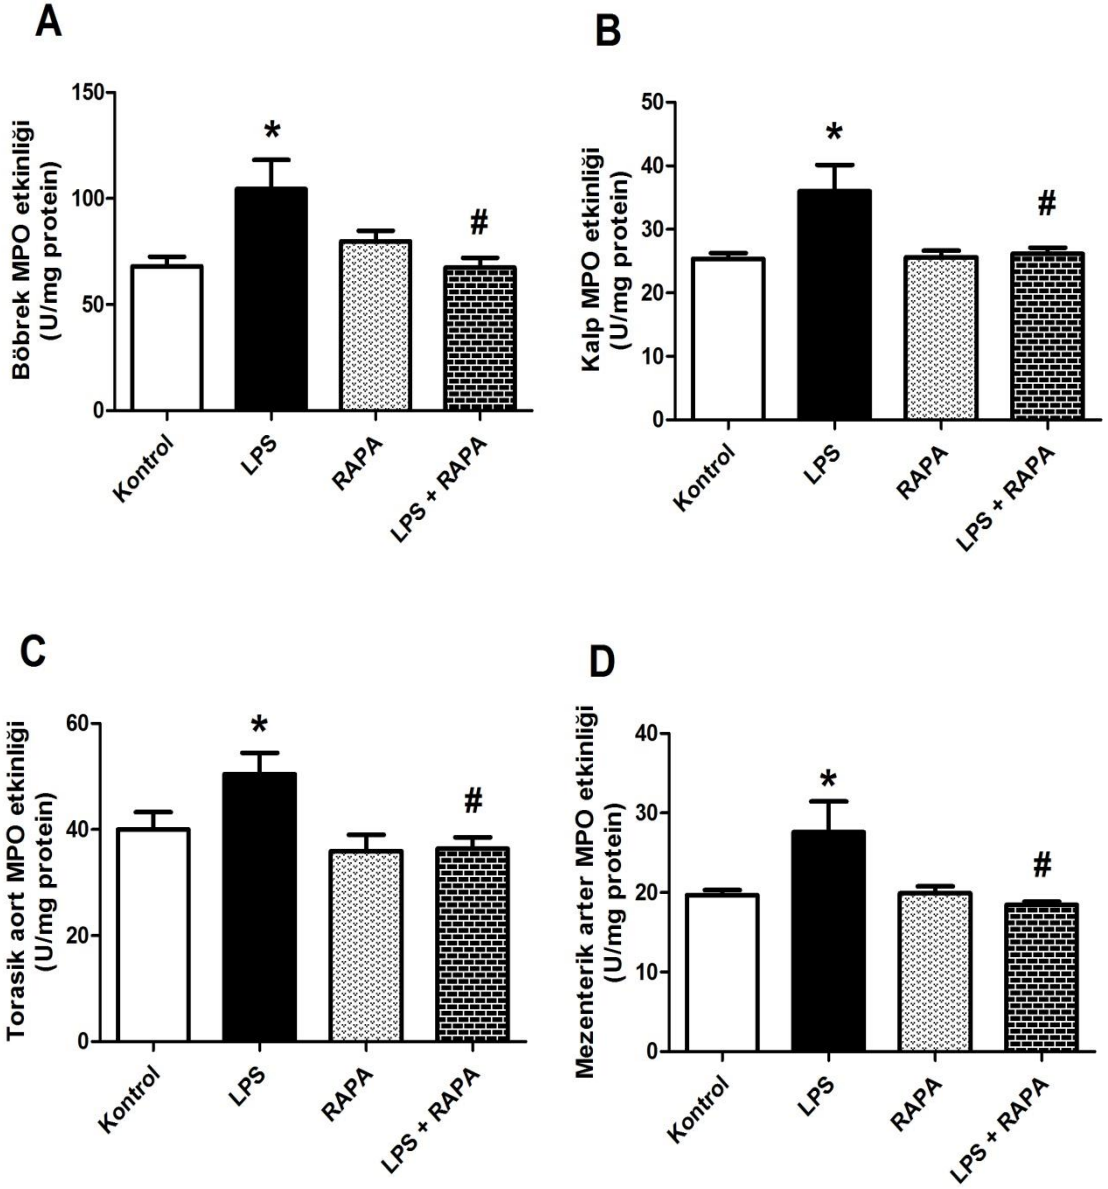 A
Böbrek MPO etkinliği
(U/mg protein)
150
100
50
0
*
#
Kontrol
LPS
RAPA
LPS + RAPA
B
Kalp MPO etkinliği
(U/mg protein)
50
40
30
20
10
0
*
#
Kontrol
LPS
RAPA
LPS + RAPA
C
Torasik aort MPO etkinliği
(U/mg protein)
60
40
20
0
*
#
Kontrol
LPS
RAPA
LPS + RAPA
D
Mezenterik arter MPO etkinliği
(U/mg protein)
40
30
20
10
0
*
#
Kontrol
LPS
RAPA
LPS + RAPA